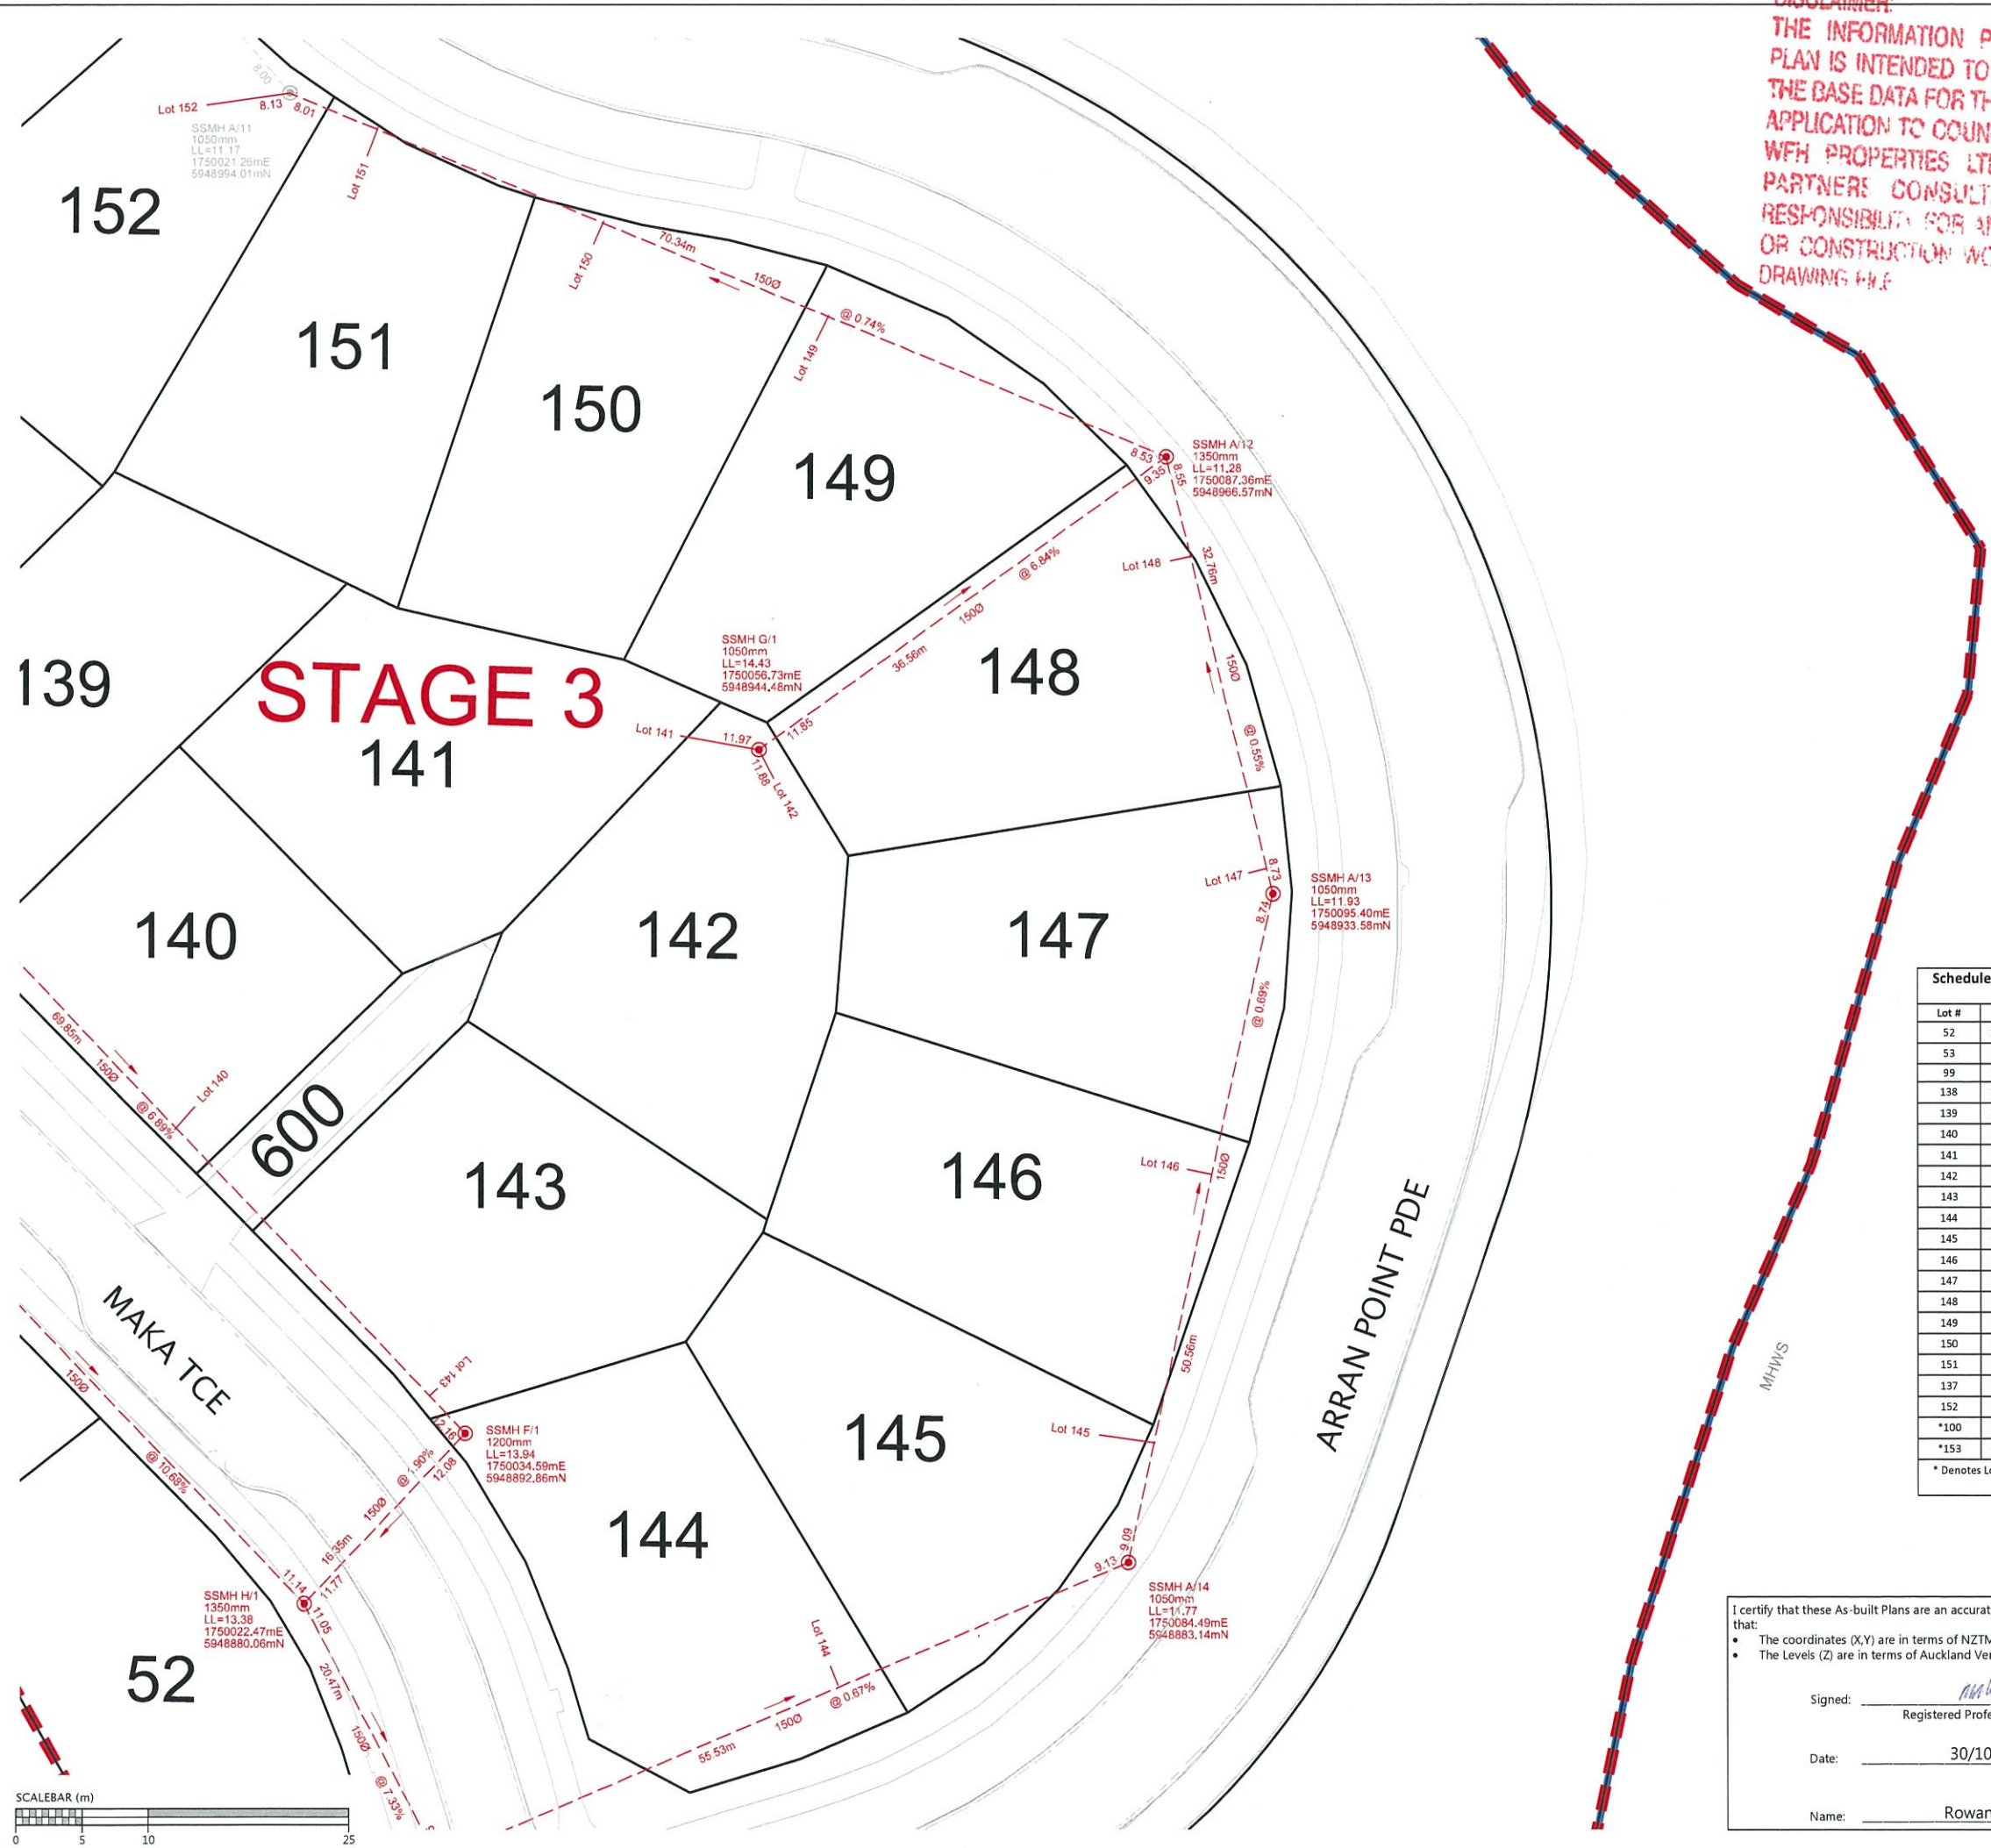 DISCLAIMER:
THE INFORMATION P
PLAN IS INTENDED TO
THE BASE DATA FOR TH
APPLICATION TO COUN
WFH PROPERTIES LT
PARTNERS CONSULT
RESPONSIBILITY FOR A
OR CONSTRUCTION WO
DRAWING FILE
8.00
Lot 152
8.13
8.01
SSMH A/11
1050mm
LL=11.17
1750021.26mE
5948994.01mN
Lot 151
152
151
Lot 150
70.34m
150Ø
@ 0.74%
Lot 149
150
149
SSMH A/12
1350mm
LL=11.28
1750087.36mE
5948966.57mN
8.53
9.35
8.55
Lot 148
32.76m
@ 6.84%
150Ø
36.56m
SSMH G/1
1050mm
LL=14.43
1750056.73mE
5948944.48mN
148
150Ø
@ 0.55%
139
STAGE 3
141
Lot 141
11.97
11.85
11.88
Lot 142
Lot 147
8.73
8.74
SSMH A/13
1050mm
LL=11.93
1750095.40mE
5948933.58mN
140
142
147
@ 0.69%
69.85m
150Ø
@ 6.89%
Lot 140
600
143
146
Lot 146
150Ø
50.56m
ARRAN POINT PDE
MHWS
MAKA TCE
150Ø
@ 10.68%
Lot 143
12.16
SSMH F/1
1200mm
LL=13.94
1750034.59mE
5948892.86mN
@ 1.90%
12.08
150Ø
16.35m
145
Lot 145
144
11.14
11.77
11.05
SSMH H/1
1350mm
LL=13.38
1750022.47mE
5948880.06mN
9.09
9.13
SSMH A/14
1050mm
LL=11.77
1750084.49mE
5948883.14mN
Lot 144
@ 0.67%
150Ø
55.53m
52
20.47m
150Ø
@ 7.33%
SCALEBAR (m)
0 5 10 25
Schedule
Lot #
52
53
99
138
139
140
141
142
143
144
145
146
147
148
149
150
151
137
152
*100
*153
* Denotes L
I certify that these As-built Plans are an accurat
that:
• The coordinates (X,Y) are in terms of NZTM
• The Levels (Z) are in terms of Auckland Ver
Signed:
Registered Profe
Date: 30/10
Name: Rowan